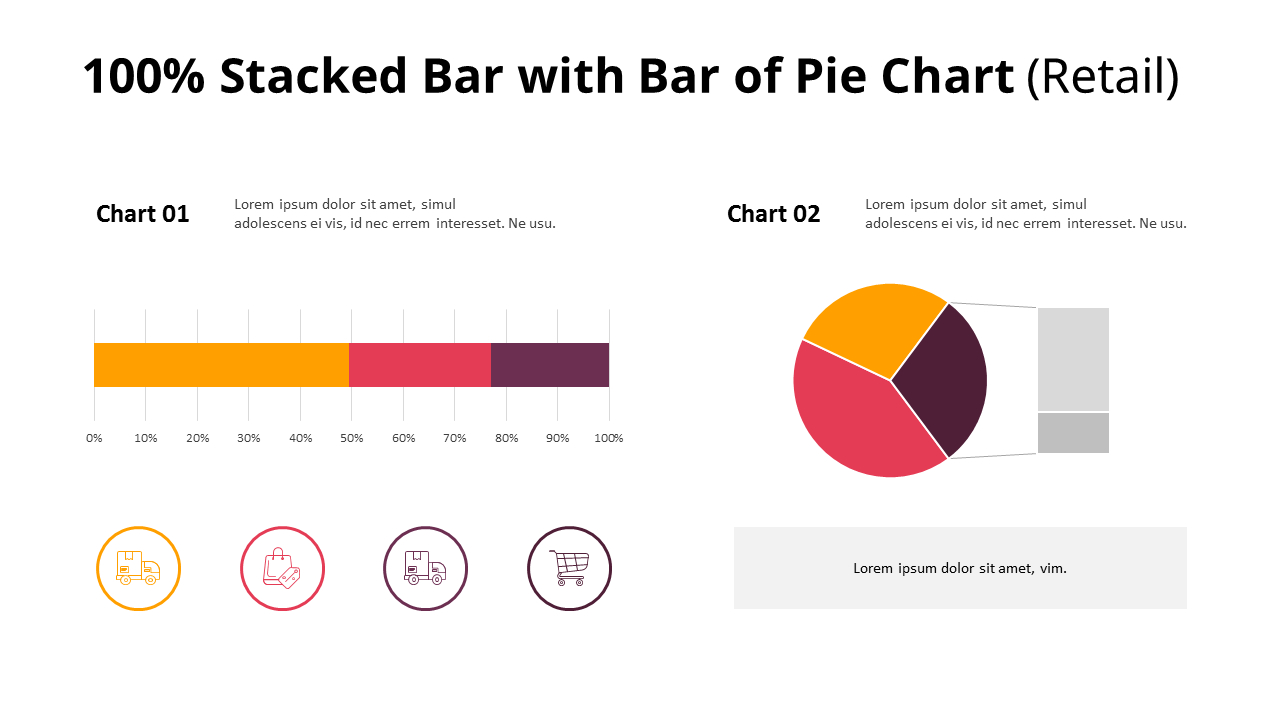 100% Stacked Bar with Bar of Pie Chart (Retail)
Chart 01
Lorem ipsum dolor sit amet, simul
adolescens ei vis, id nec errem interesset. Ne usu.
Chart 02
Lorem ipsum dolor sit amet, simul
adolescens ei vis, id nec errem interesset. Ne usu.
0% 10% 20% 30% 40% 50% 60% 70% 80% 90% 100%
Lorem ipsum dolor sit amet, vim.